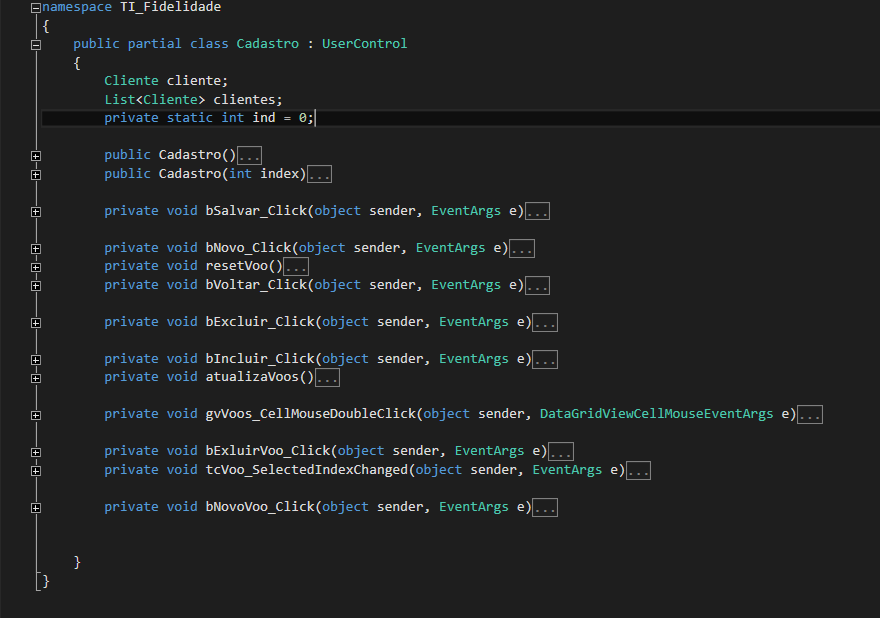 namespace TI_Fidelidade
{
public partial class Cadastro : UserControl
{
Cliente cliente;
List<Cliente> clientes;
private static int ind = 0;
public Cadastro()...
public Cadastro(int index)...
private void bSalvar_Click(object sender, EventArgs e)...
private void bNovo_Click(object sender, EventArgs e)...
private void resetVoo()...
private void bVoltar_Click(object sender, EventArgs e)...
private void bExcluir_Click(object sender, EventArgs e)...
private void bIncluir_Click(object sender, EventArgs e)...
private void atualizaVoos()...
private void gvVoos_CellMouseDoubleClick(object sender, DataGridViewCellMouseEventArgs e)...
private void bExluirVoo_Click(object sender, EventArgs e)...
private void tcVoo_SelectedIndexChanged(object sender, EventArgs e)...
private void bNovoVoo_Click(object sender, EventArgs e)...
}
}